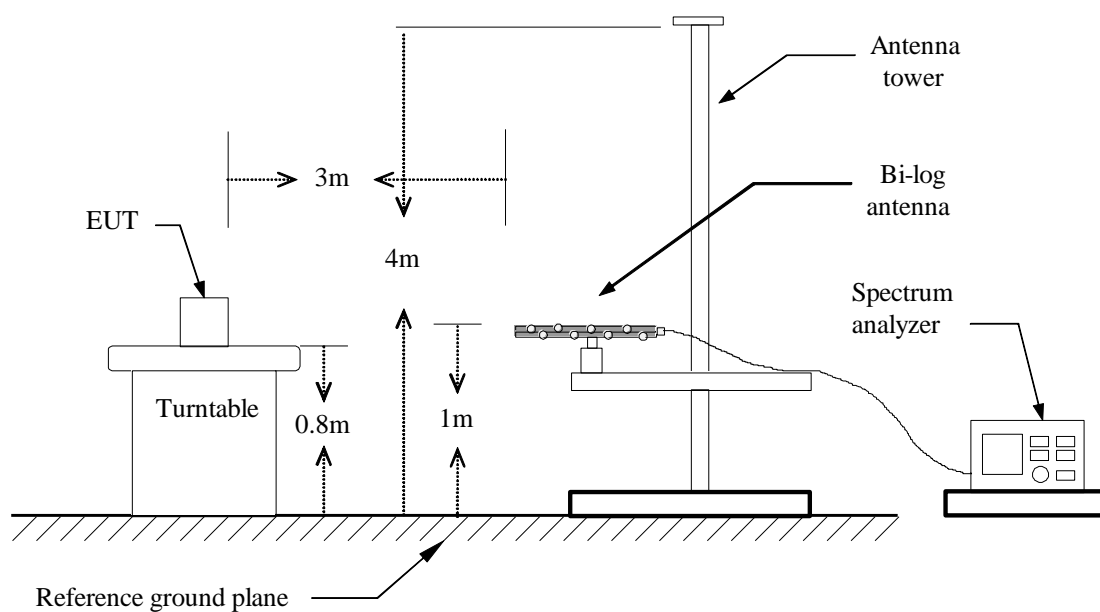 Antenna
tower
3m
Bi-log
antenna
EUT
4m
Spectrum
analyzer
Turntable
0.8m
1m
Reference ground plane